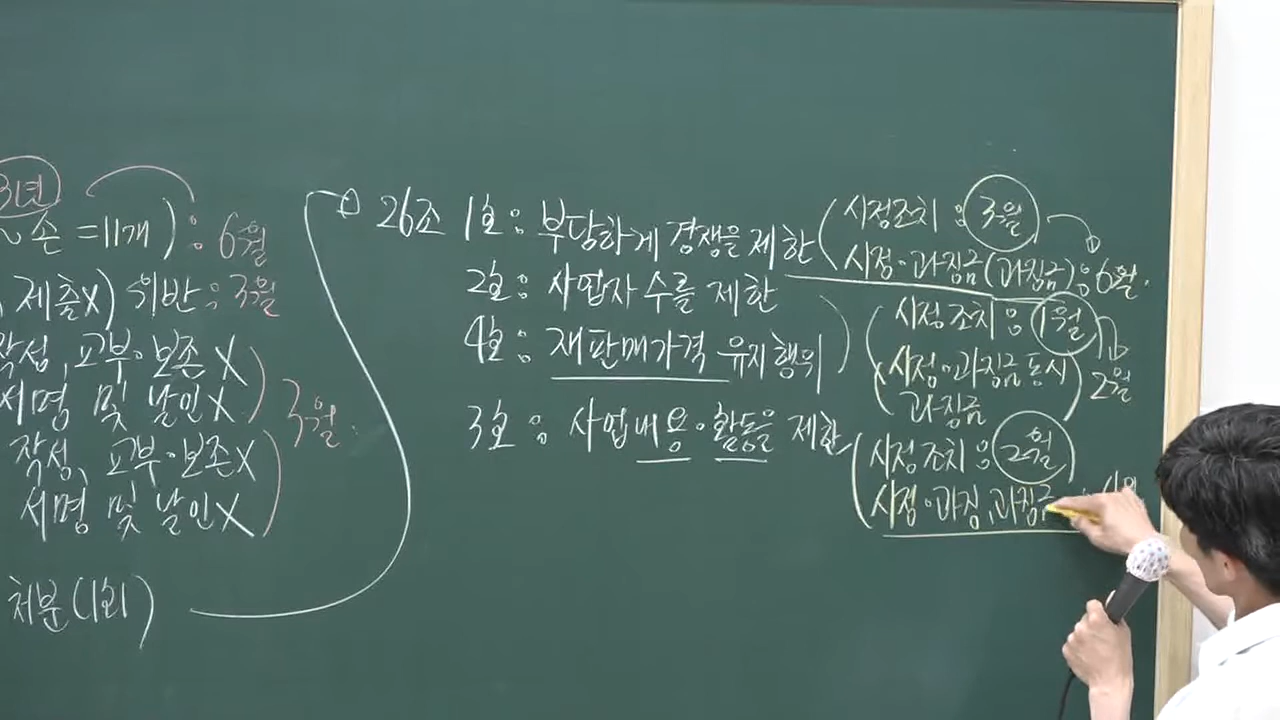 3년
손 = 11개) : 6월
제출X) 위반 : 3월
작성, 교부·보존 X
서명 및 날인X) 3월.
작성, 교부·보존X
서명 및 날인X)
처분(1회)
① 26조 1호 : 부당하게 경쟁을 제한 (시정조치 : 3월
시정·과징금(과징금) : 6월.
2호 : 사업자 수를 제한
시정조치 : 1월
4호 : 재판매가격 유지행위
시정·과징금 동시
과징금) 2월
3호 : 사업내용·활동을 제한
(시정조치 : 2월
시정·과징, 과징금